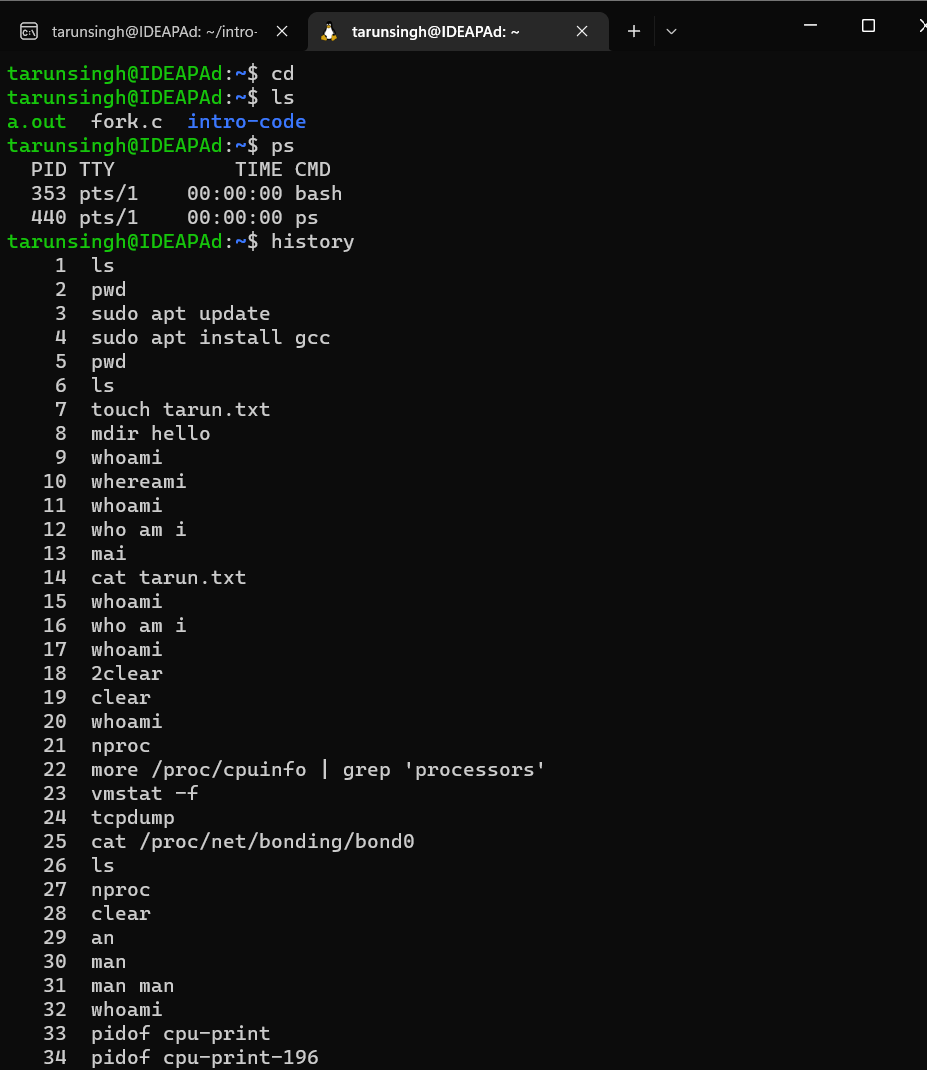 tarunsingh@IDEAPAd: ~/intro-
tarunsingh@IDEAPAd: ~
tarunsingh@IDEAPAd:~$ cd
tarunsingh@IDEAPAd:~$ ls
a.out  fork.c  intro-code
tarunsingh@IDEAPAd:~$ ps
  PID TTY          TIME CMD
  353 pts/1    00:00:00 bash
  440 pts/1    00:00:00 ps
tarunsingh@IDEAPAd:~$ history
    1  ls
    2  pwd
    3  sudo apt update
    4  sudo apt install gcc
    5  pwd
    6  ls
    7  touch tarun.txt
    8  mdir hello
    9  whoami
   10  whereami
   11  whoami
   12  who am i
   13  mai
   14  cat tarun.txt
   15  whoami
   16  who am i
   17  whoami
   18  2clear
   19  clear
   20  whoami
   21  nproc
   22  more /proc/cpuinfo | grep 'processors'
   23  vmstat -f
   24  tcpdump
   25  cat /proc/net/bonding/bond0
   26  ls
   27  nproc
   28  clear
   29  an
   30  man
   31  man man
   32  whoami
   33  pidof cpu-print
   34  pidof cpu-print-196